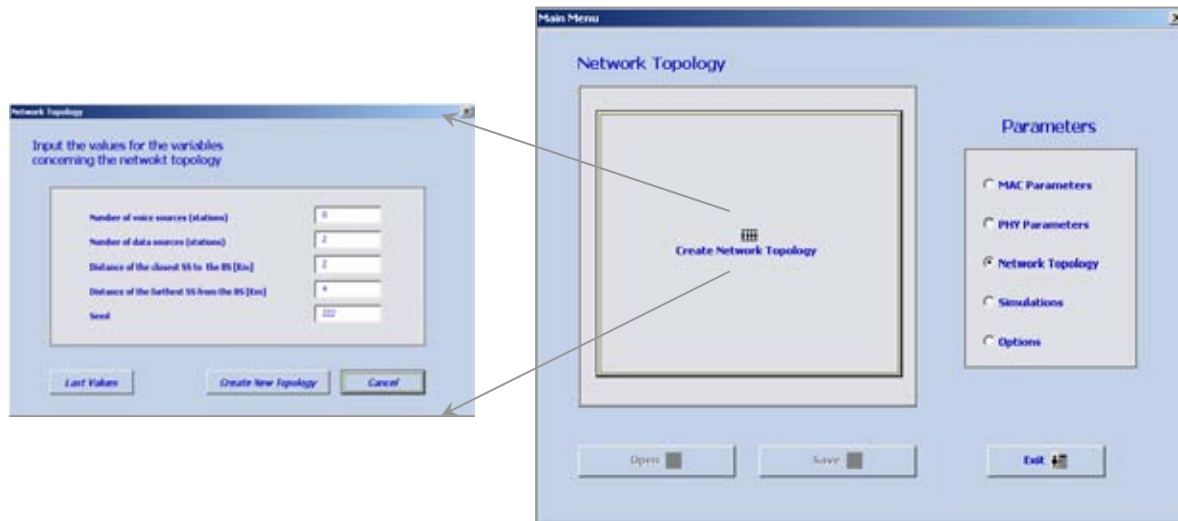 Network Topology
Input the values for the variables
concerning the netwokt topology
Number of voice sources (stations)
0
Number of data sources (stations)
2
Distance of the closest SS to the BS [Km]
2
Distance of the farthest SS from the BS [Km]
4
Seed
222
Last Values
Create New Topology
Cancel
Main Menu
Network Topology
Create Network Topology
Parameters
MAC Parameters
PHY Parameters
Network Topology
Simulations
Options
Open
Save
Exit